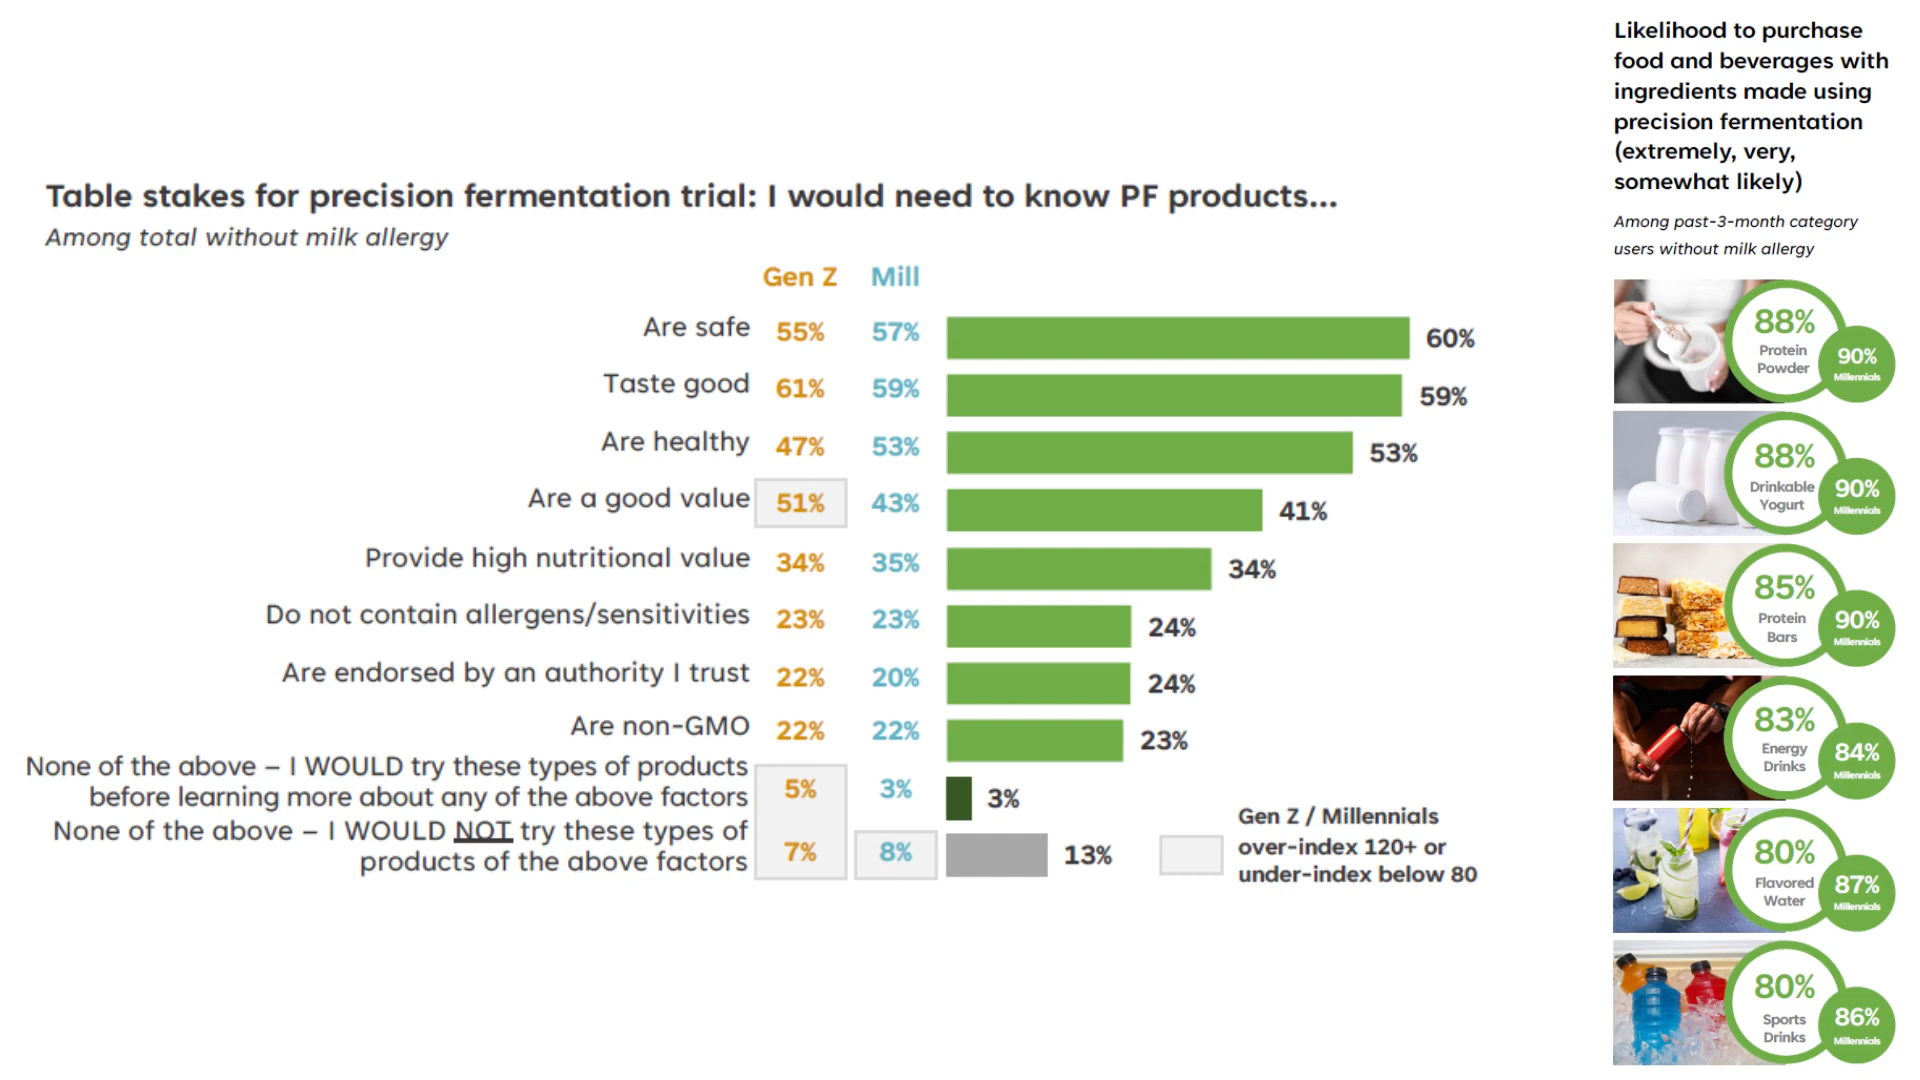 Table stakes for precision fermentation trial: I would need to know PF products...
Among total without milk allergy
Gen Z Mill
Are safe 55% 57% 60%
Taste good 61% 59% 59%
Are healthy 47% 53% 53%
Are a good value 51% 43% 41%
Provide high nutritional value 34% 35% 34%
Do not contain allergens/sensitivities 23% 23% 24%
Are endorsed by an authority I trust 22% 20% 24%
Are non-GMO 22% 22% 23%
None of the above – I WOULD try these types of products
before learning more about any of the above factors 5% 3% 3%
None of the above – I WOULD NOT try these types of
products of the above factors 7% 8% 13%
Gen Z / Millennials
over-index 120+ or
under-index below 80
Likelihood to purchase
food and beverages with
ingredients made using
precision fermentation
(extremely, very,
somewhat likely)
Among past-3-month category
users without milk allergy
88%
Protein
Powder
90%
Millennials
88%
Drinkable
Yogurt
90%
Millennials
85%
Protein
Bars
90%
Millennials
83%
Energy
Drinks
84%
Millennials
80%
Flavored
Water
87%
Millennials
80%
Sports
Drinks
86%
Millennials